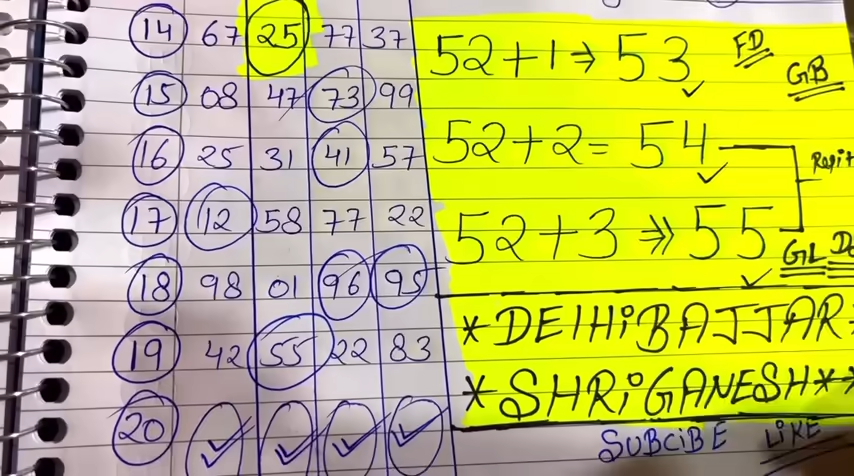 14 67 25 77 37
15 08 47 73 99
16 25 31 41 57
17 12 58 77 22
18 98 01 96 95
19 42 55 22 83
20
52+1⇒53 FD
GB
52+2=54
Repit
52+3⇒55
GL
*DElHiBAJJAR
*SHRiGANESH*
SUBCiBE LiKE